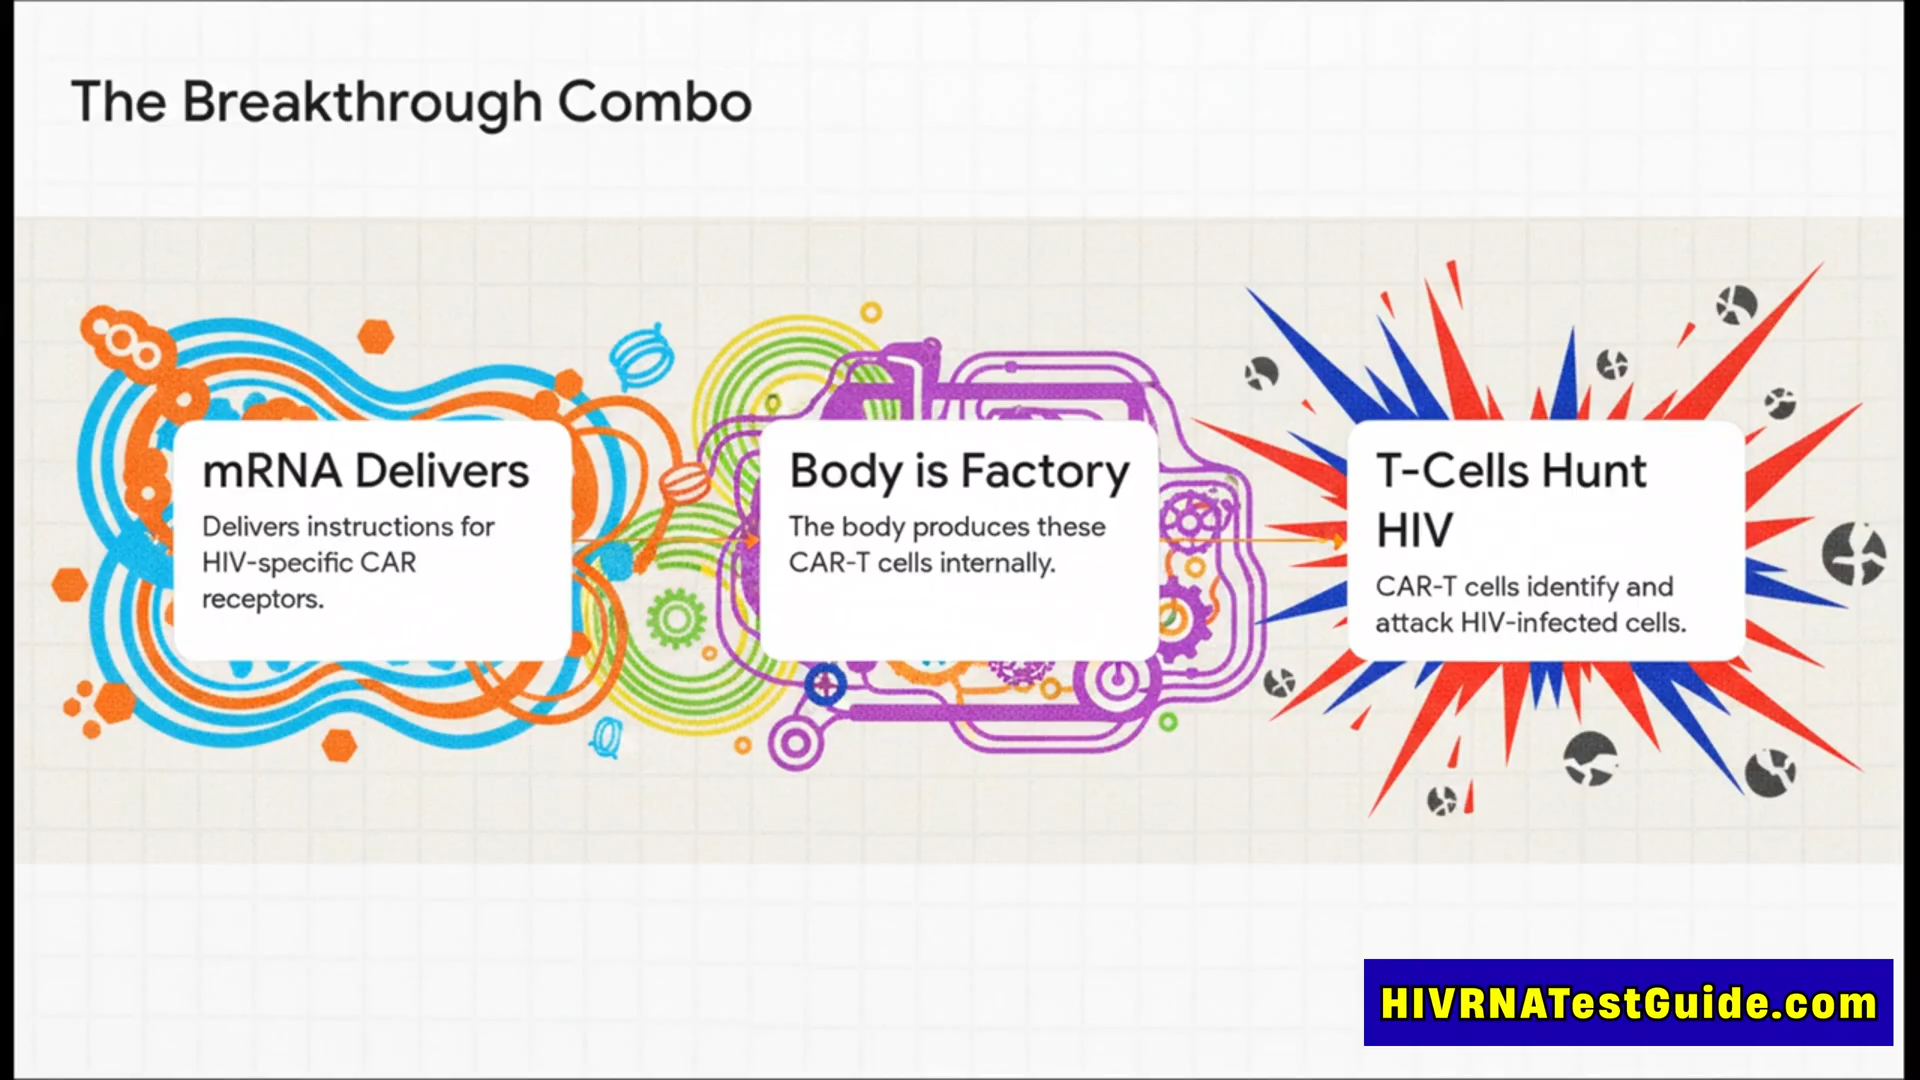 The Breakthrough Combo
mRNA Delivers
Delivers instructions for
HIV-specific CAR
receptors.
Body is Factory
The body produces these
CAR-T cells internally.
T-Cells Hunt
HIV
CAR-T cells identify and
attack HIV-infected cells.
HIVRNATestGuide.com